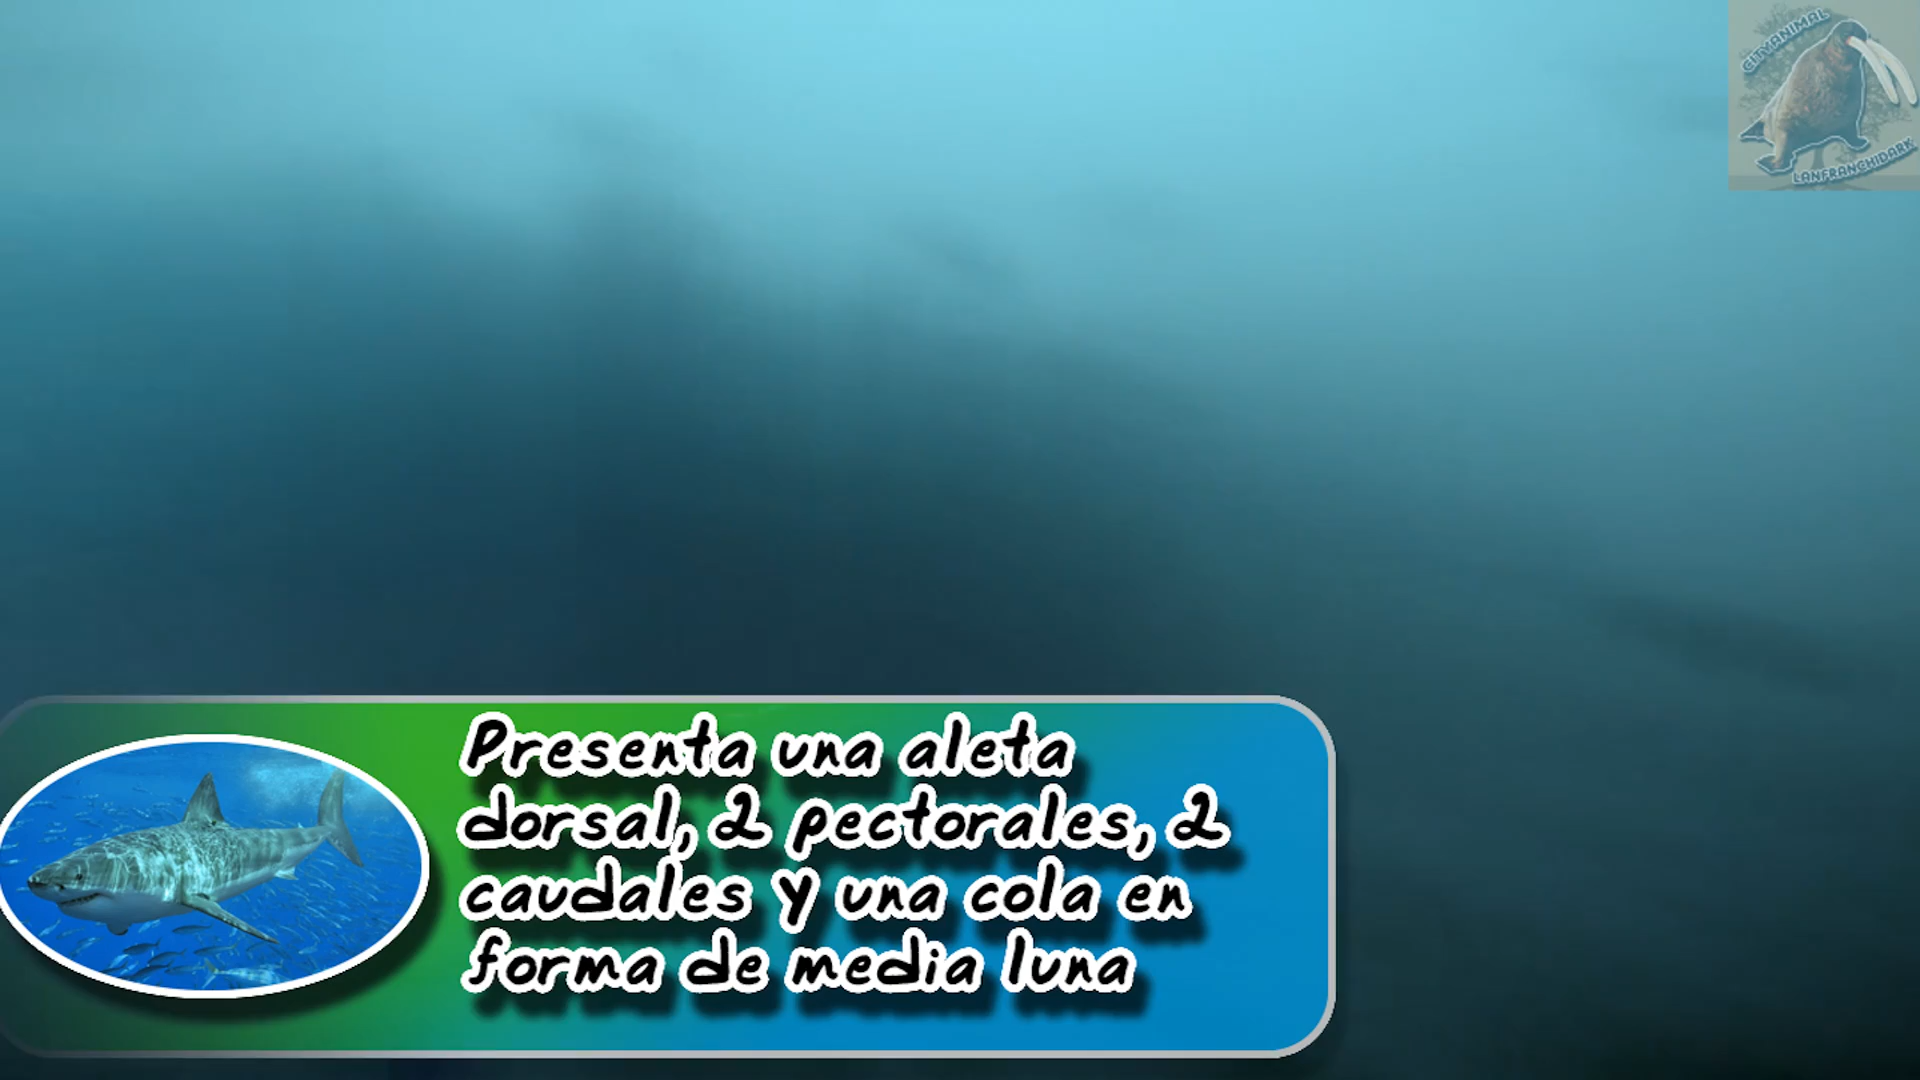 CITYANIMAL
LANFRANCHIDARK
Presenta una aleta
dorsal, 2 pectorales, 2
caudales y una cola en
forma de media luna